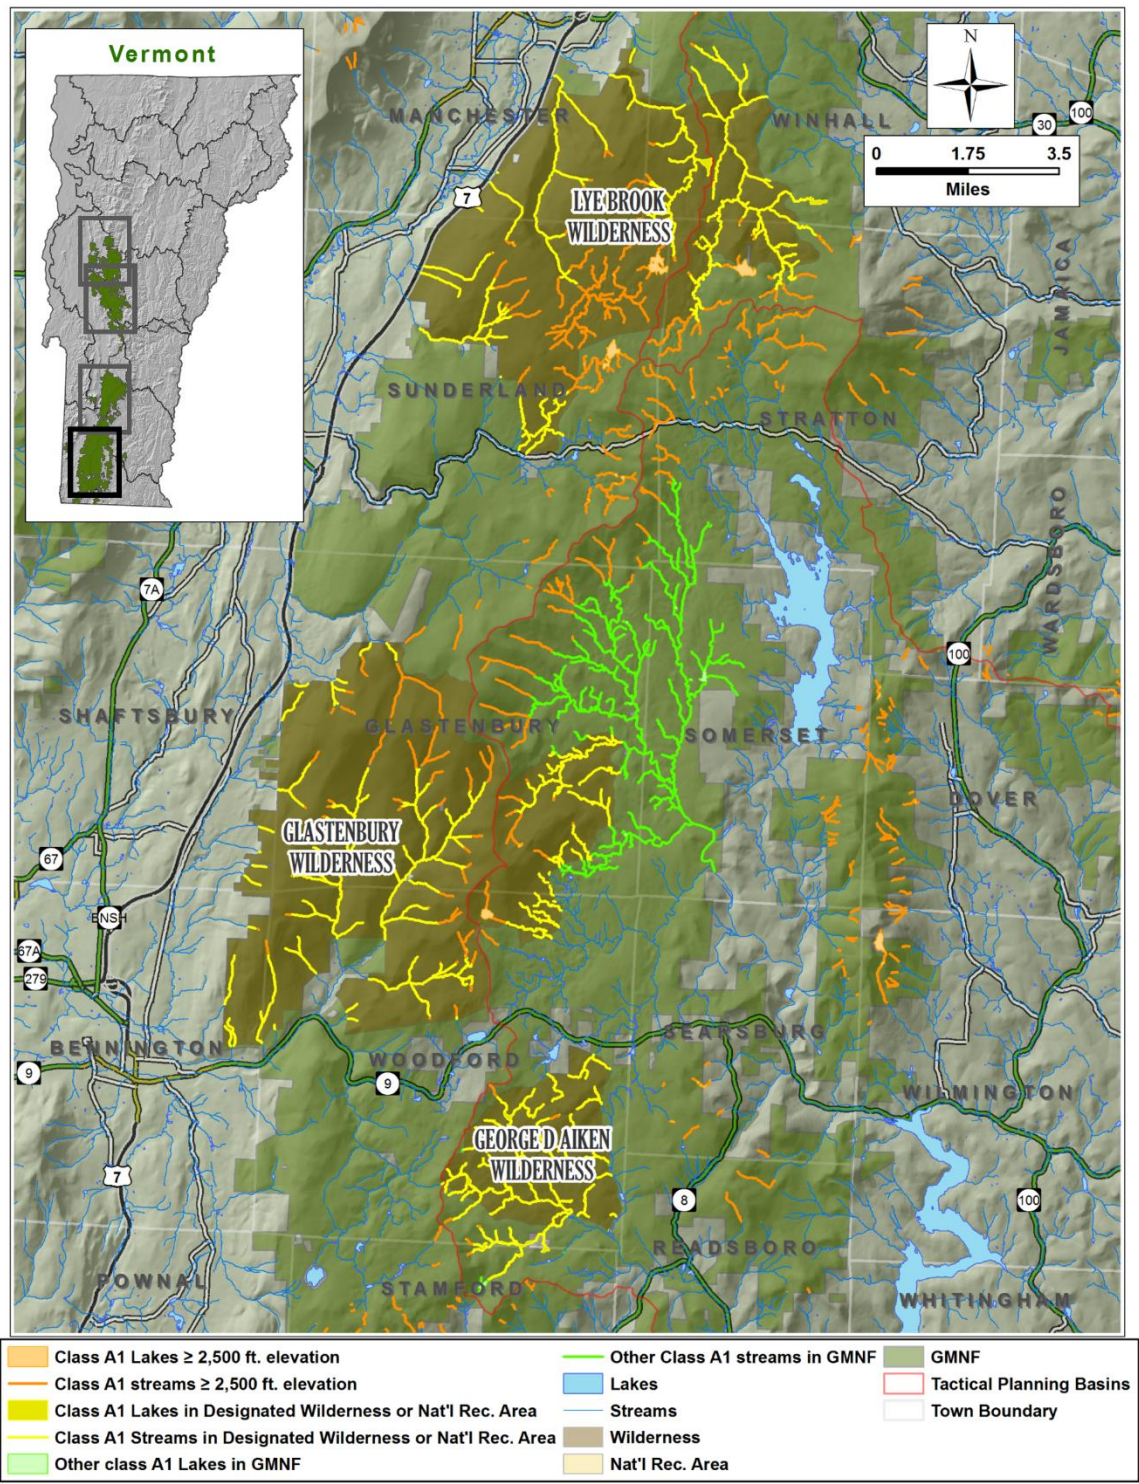 Vermont
N
0 1.75 3.5
Miles
MANCHESTER
WINHALL
30
100
7
LYE BROOK
WILDERNESS
JAMAICA
SUNDERLAND
STRATTON
WARDSBORO
7A
100
SHAFTSBURY
GLASTENBURY
SOMERSET
DOVER
GLASTENBURY
WILDERNESS
67
BNSH
67A
279
BENNINGTON
WOODFORD
SEARSBURG
9
9
WILMINGTON
GEORGE D AIKEN
WILDERNESS
7
8
100
READSBORO
POWNAL
STAMFORD
WHITINGHAM
Class A1 Lakes ≥ 2,500 ft. elevation
Class A1 streams ≥ 2,500 ft. elevation
Class A1 Lakes in Designated Wilderness or Nat'l Rec. Area
Class A1 Streams in Designated Wilderness or Nat'l Rec. Area
Other class A1 Lakes in GMNF
Other Class A1 streams in GMNF
Lakes
Streams
Wilderness
Nat'l Rec. Area
GMNF
Tactical Planning Basins
Town Boundary